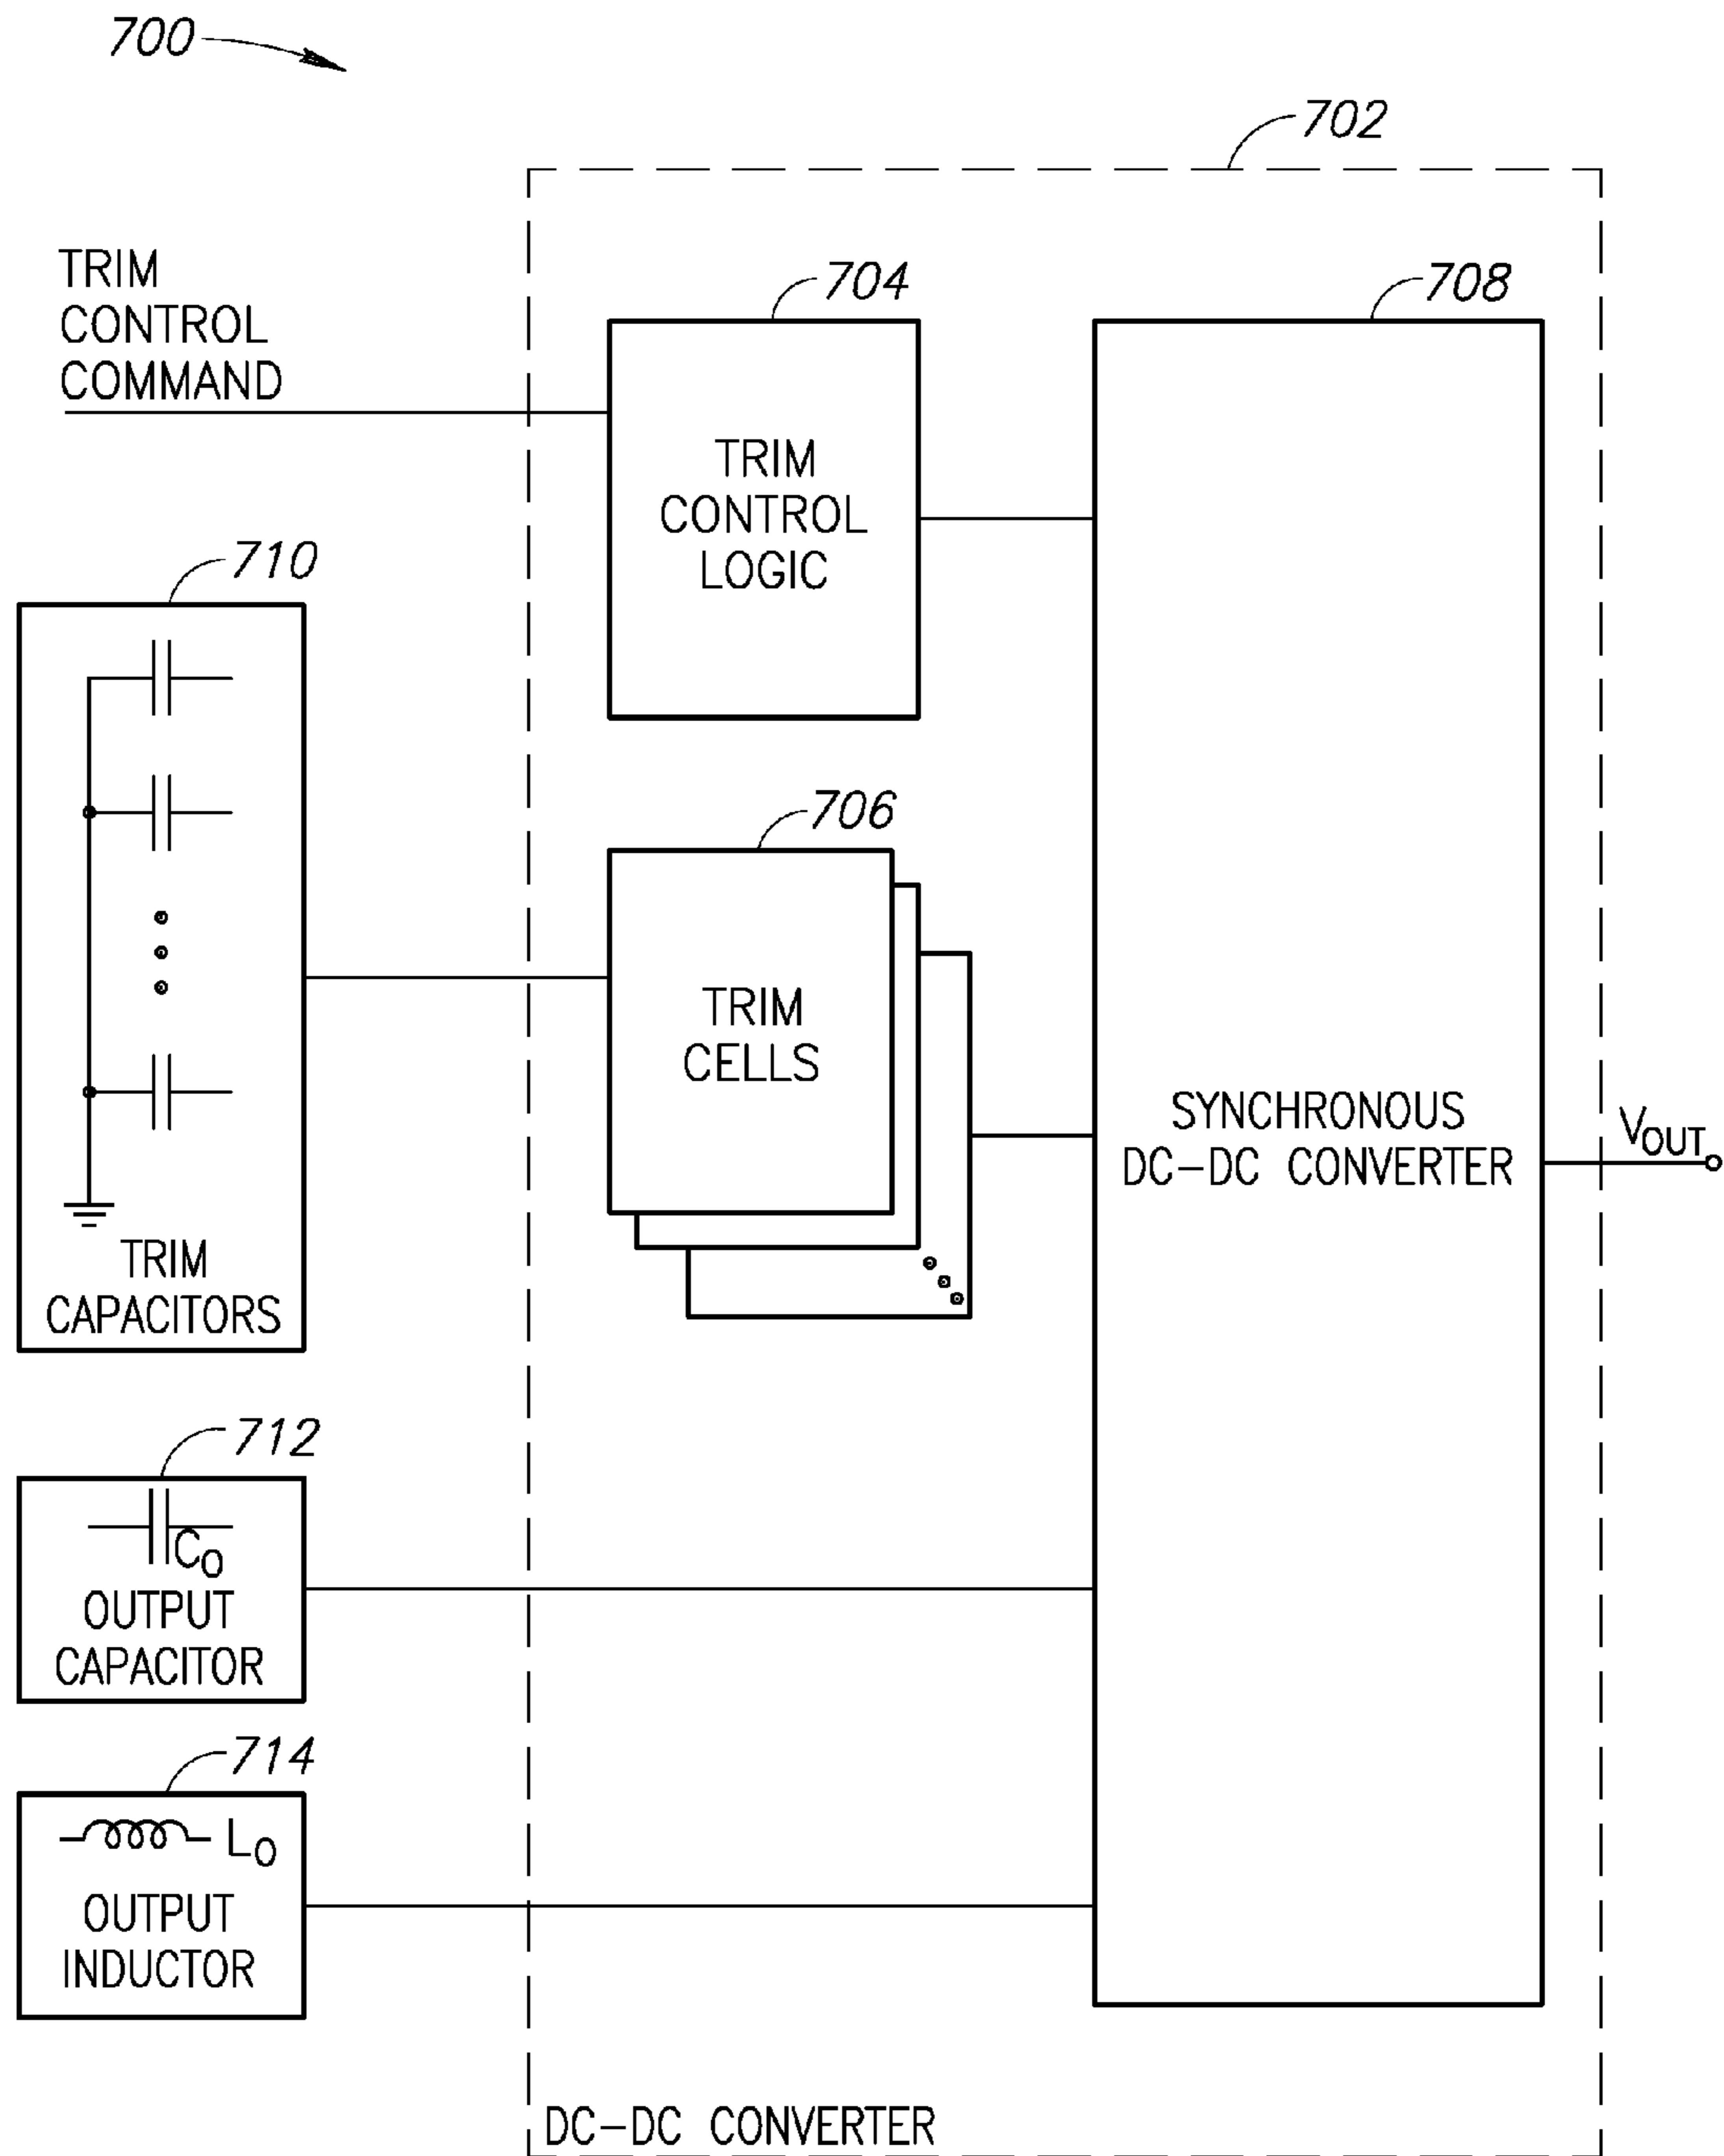 700
702
TRIM
CONTROL
COMMAND
704
708
TRIM
CONTROL
LOGIC
710
706
TRIM
CELLS
SYNCHRONOUS
DC-DC CONVERTER
VOUT
TRIM
CAPACITORS
712
CO
OUTPUT
CAPACITOR
714
LO
OUTPUT
INDUCTOR
DC-DC CONVERTER